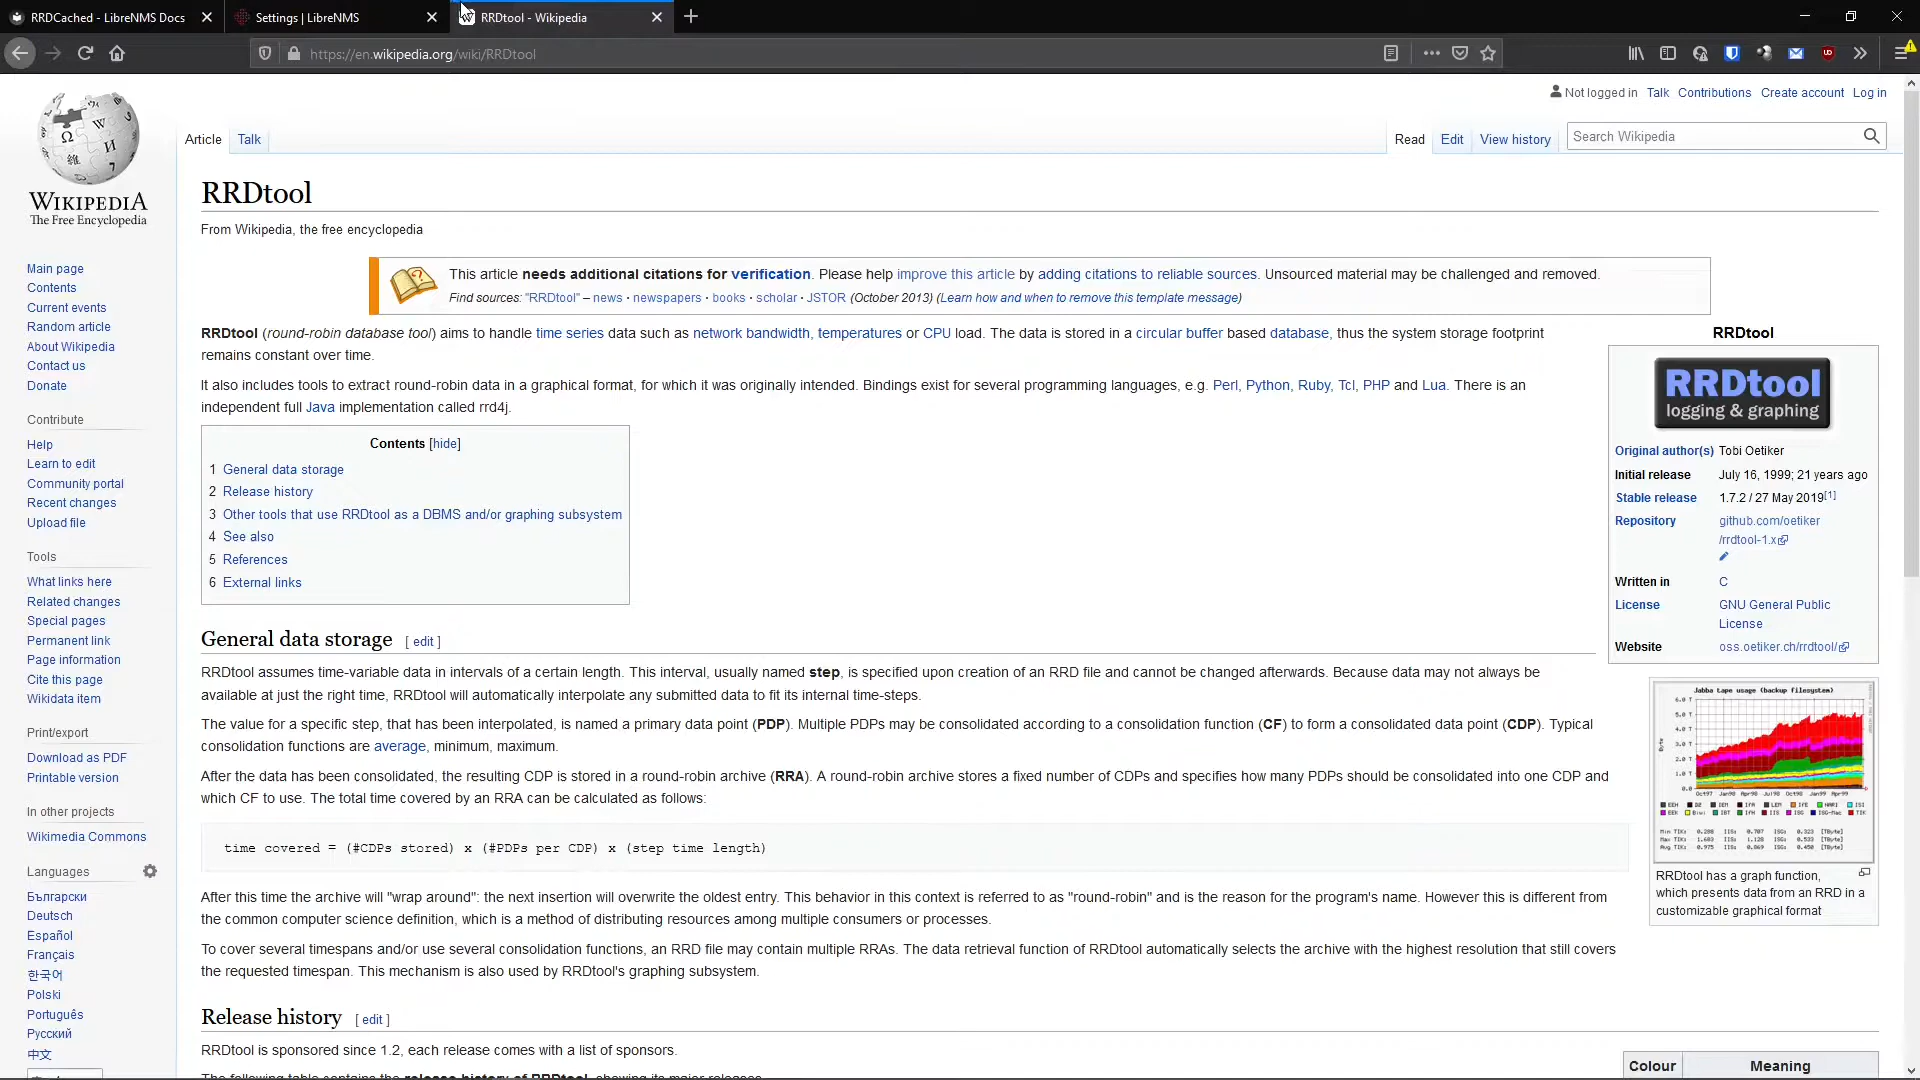 RRDCached - LibreNMS Docs
Settings | LibreNMS
RRDtool - Wikipedia
https://en.wikipedia.org/wiki/RRDtool
Not logged in Talk Contributions Create account Log in
Article Talk
Read Edit View history
Search Wikipedia
WIKIPEDIA
The Free Encyclopedia
Main page
Contents
Current events
Random article
About Wikipedia
Contact us
Donate
Contribute
Help
Learn to edit
Community portal
Recent changes
Upload file
Tools
What links here
Related changes
Special pages
Permanent link
Page information
Cite this page
Wikidata item
Print/export
Download as PDF
Printable version
In other projects
Wikimedia Commons
Languages
Български
Deutsch
Español
Français
한국어
Polski
Português
Русский
中文
RRDtool
From Wikipedia, the free encyclopedia
This article needs additional citations for verification. Please help improve this article by adding citations to reliable sources. Unsourced material may be challenged and removed.
Find sources: "RRDtool" – news · newspapers · books · scholar · JSTOR (October 2013) (Learn how and when to remove this template message)
RRDtool (round-robin database tool) aims to handle time series data such as network bandwidth, temperatures or CPU load. The data is stored in a circular buffer based database, thus the system storage footprint
remains constant over time.
It also includes tools to extract round-robin data in a graphical format, for which it was originally intended. Bindings exist for several programming languages, e.g. Perl, Python, Ruby, Tcl, PHP and Lua. There is an
independent full Java implementation called rrd4j.
Contents [hide]
1 General data storage
2 Release history
3 Other tools that use RRDtool as a DBMS and/or graphing subsystem
4 See also
5 References
6 External links
General data storage [ edit ]
RRDtool assumes time-variable data in intervals of a certain length. This interval, usually named step, is specified upon creation of an RRD file and cannot be changed afterwards. Because data may not always be
available at just the right time, RRDtool will automatically interpolate any submitted data to fit its internal time-steps.
The value for a specific step, that has been interpolated, is named a primary data point (PDP). Multiple PDPs may be consolidated according to a consolidation function (CF) to form a consolidated data point (CDP). Typical
consolidation functions are average, minimum, maximum.
After the data has been consolidated, the resulting CDP is stored in a round-robin archive (RRA). A round-robin archive stores a fixed number of CDPs and specifies how many PDPs should be consolidated into one CDP and
which CF to use. The total time covered by an RRA can be calculated as follows:
time covered = (#CDPs stored) x (#PDPs per CDP) x (step time length)
After this time the archive will "wrap around": the next insertion will overwrite the oldest entry. This behavior in this context is referred to as "round-robin" and is the reason for the program's name. However this is different from
the common computer science definition, which is a method of distributing resources among multiple consumers or processes.
To cover several timespans and/or use several consolidation functions, an RRD file may contain multiple RRAs. The data retrieval function of RRDtool automatically selects the archive with the highest resolution that still covers
the requested timespan. This mechanism is also used by RRDtool's graphing subsystem.
Release history [ edit ]
RRDtool is sponsored since 1.2, each release comes with a list of sponsors.
The following table contains the release history of RRDtool, showing its major releases.
RRDtool
RRDtool
logging & graphing
Original author(s) Tobi Oetiker
Initial release July 16, 1999; 21 years ago
Stable release 1.7.2 / 27 May 2019[1]
Repository github.com/oetiker
/rrdtool-1.x
Written in C
License GNU General Public
License
Website oss.oetiker.ch/rrdtool/
Jabba tape usage (backup filesystem)
RRDtool has a graph function,
which presents data from an RRD in a
customizable graphical format
Colour Meaning